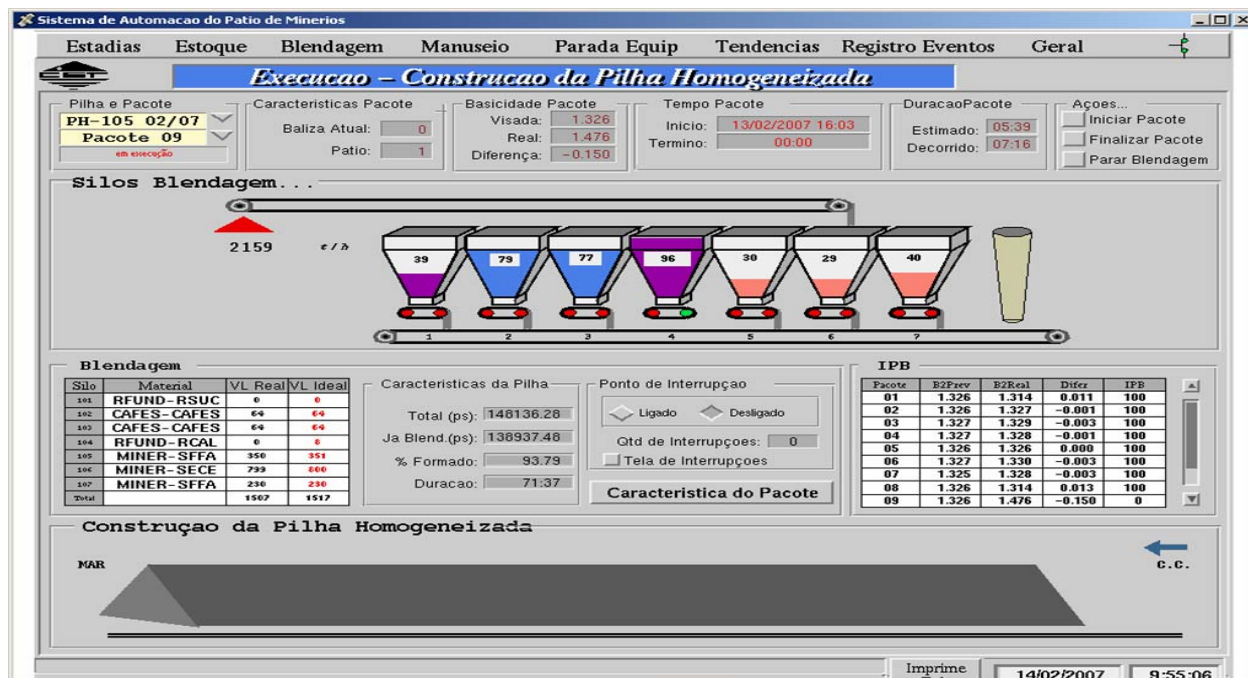 Sistema de Automacao do Patio de Minerios
Estadias Estoque Blendagem Manuseio Parada Equip Tendencias Registro Eventos Geral
CST Execucao – Construcao da Pilha Homogeneizada
Pilha e Pacote Caracteristicas Pacote Basicidade Pacote Tempo Pacote DuracaoPacote Açoes...
PH-105 02/07 Baliza Atual: 0 Visada: 1.326 Inicio: 13/02/2007 16:03 Estimado: 05:39 Iniciar Pacote
Pacote 09 Patio: 1 Real: 1.476 Termino: 00:00 Decorrido: 07:16 Finalizar Pacote
em execução Diferença: -0.150 Parar Blendagem
Silos Blendagem...
2159 t/h
39 79 77 96 30 29 40
1 2 3 4 5 6 7
Blendagem
Silo Material VL Real VL Ideal
101 RFUND-RSUC 0 0
102 CAFES-CAFES 64 64
103 CAFES-CAFES 64 64
104 RFUND-RCAL 0 8
105 MINER-SFFA 350 351
106 MINER-SECE 799 800
107 MINER-SFFA 230 230
Total 1507 1517
Caracteristicas da Pilha
Total (ps): 148136.28
Ja Blend.(ps): 138937.48
% Formado: 93.79
Duracao: 71:37
Ponto de Interrupçao
Ligado Desligado
Qtd de Interrupçoes: 0
Tela de Interrupçoes
Caracteristica do Pacote
IPB
Pacote B2Prev B2Real Difer IPB
01 1.326 1.314 0.011 100
02 1.326 1.327 -0.001 100
03 1.327 1.329 -0.003 100
04 1.327 1.328 -0.001 100
05 1.326 1.326 0.000 100
06 1.327 1.330 -0.003 100
07 1.325 1.328 -0.003 100
08 1.326 1.314 0.013 100
09 1.326 1.476 -0.150 0
Construçao da Pilha Homogeneizada
MAR C.C.
Imprime
14/02/2007 9:55:06